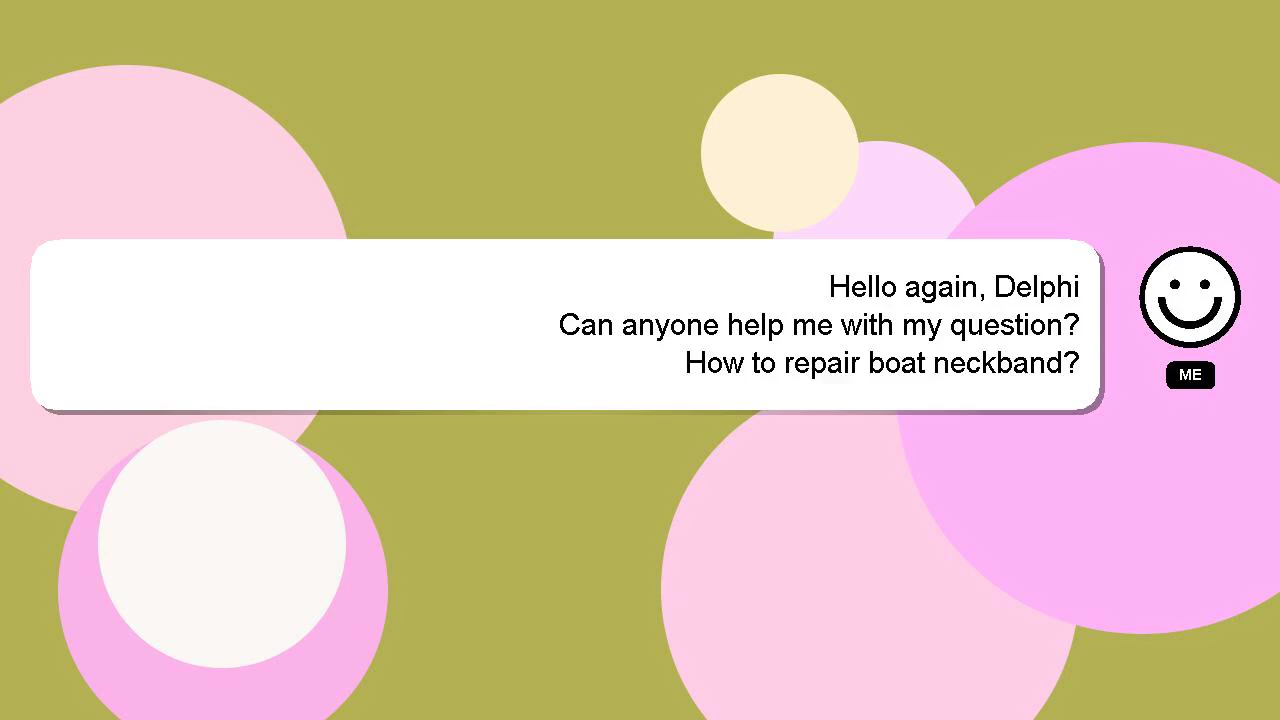 Hello again, Delphi
Can anyone help me with my question?
How to repair boat neckband?
ME